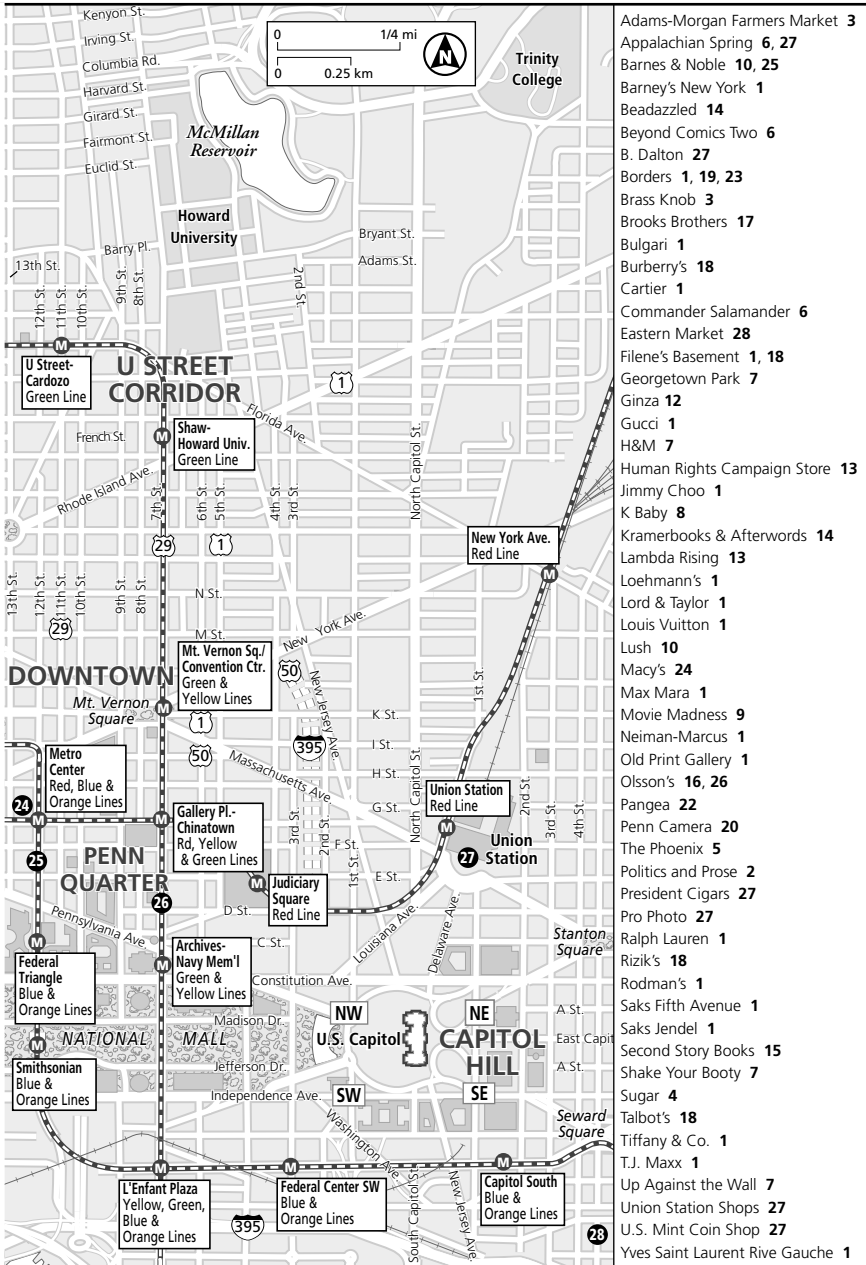 Kenyon St.
Irving St.
Columbia Rd.
Harvard St.
Girard St.
Fairmont St.
Euclid St.
0 1/4 mi
0 0.25 km
N
Trinity
College
McMillan
Reservoir
Howard
University
Barry Pl.
Bryant St.
Adams St.
13th St.
12th St.
11th St.
10th St.
9th St.
8th St.
2nd St.
M
U Street-
Cardozo
Green Line
U STREET
CORRIDOR
1
Florida Ave.
French St.
M
Shaw-
Howard Univ.
Green Line
Rhode Island Ave.
7th St.
6th St.
5th St.
4th St.
3rd St.
North Capitol St.
29
1
New York Ave.
Red Line
M
13th St.
12th St.
11th St.
10th St.
9th St.
8th St.
29
N St.
M St.
New York Ave.
DOWNTOWN
Mt. Vernon Sq./
Convention Ctr.
Green &
Yellow Lines
50
New Jersey Ave.
1st St.
Mt. Vernon
Square
M
1
K St.
I St.
H St.
G St.
F St.
E St.
D St.
C St.
50
395
Massachusetts Ave.
Metro
Center
Red, Blue &
Orange Lines
24
M
M
Gallery Pl.-
Chinatown
Rd, Yellow
& Green Lines
3rd St.
2nd St.
1st St.
North Capitol St.
Union Station
Red Line
M
2nd St.
3rd St.
4th St.
27
Union
Station
25
PENN
QUARTER
26
M
Judiciary
Square
Red Line
M
Pennsylvania Ave.
Louisiana Ave.
Delaware Ave.
Stanton
Square
M
Federal
Triangle
Blue &
Orange Lines
M
Archives-
Navy Mem'l
Green &
Yellow Lines
Constitution Ave.
Madison Dr.
NW
NE
A St.
NATIONAL MALL
U.S. Capitol
CAPITOL
HILL
East Capit
A St.
M
Smithsonian
Blue &
Orange Lines
Jefferson Dr.
Independence Ave.
SW
SE
Seward
Square
Washington Ave.
M
L'Enfant Plaza
Yellow, Green,
Blue &
Orange Lines
M
Federal Center SW
Blue &
Orange Lines
M
Capitol South
Blue &
Orange Lines
395
South Capitol St.
New Jersey Ave.
28
Adams-Morgan Farmers Market 3
Appalachian Spring 6, 27
Barnes & Noble 10, 25
Barney's New York 1
Beadazzled 14
Beyond Comics Two 6
B. Dalton 27
Borders 1, 19, 23
Brass Knob 3
Brooks Brothers 17
Bulgari 1
Burberry's 18
Cartier 1
Commander Salamander 6
Eastern Market 28
Filene's Basement 1, 18
Georgetown Park 7
Ginza 12
Gucci 1
H&M 7
Human Rights Campaign Store 13
Jimmy Choo 1
K Baby 8
Kramerbooks & Afterwords 14
Lambda Rising 13
Loehmann's 1
Lord & Taylor 1
Louis Vuitton 1
Lush 10
Macy's 24
Max Mara 1
Movie Madness 9
Neiman-Marcus 1
Old Print Gallery 1
Olsson's 16, 26
Pangea 22
Penn Camera 20
The Phoenix 5
Politics and Prose 2
President Cigars 27
Pro Photo 27
Ralph Lauren 1
Rizik's 18
Rodman's 1
Saks Fifth Avenue 1
Saks Jendel 1
Second Story Books 15
Shake Your Booty 7
Sugar 4
Talbot's 18
Tiffany & Co. 1
T.J. Maxx 1
Up Against the Wall 7
Union Station Shops 27
U.S. Mint Coin Shop 27
Yves Saint Laurent Rive Gauche 1